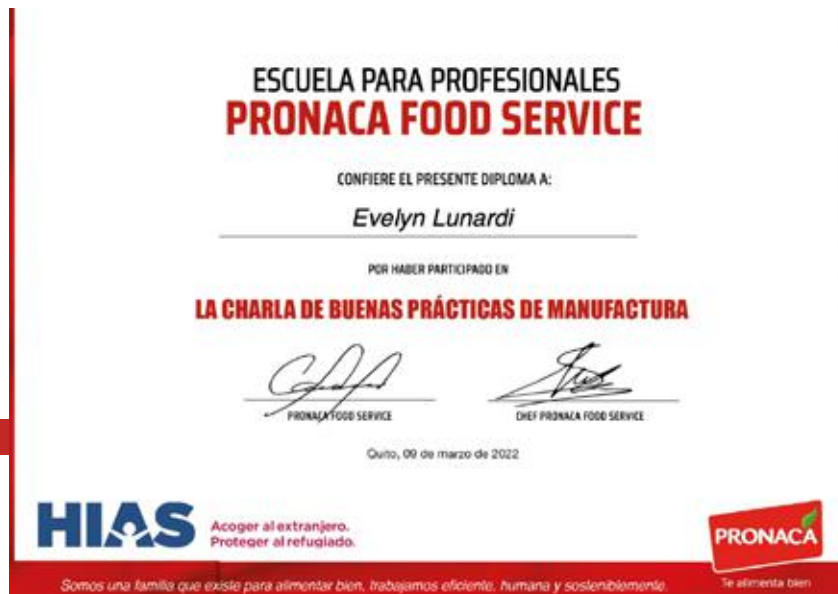 ESCUELA PARA PROFESIONALES
PRONACA FOOD SERVICE
CONFIERE EL PRESENTE DIPLOMA A:
Evelyn Lunardi
POR HABER PARTICIPADO EN
LA CHARLA DE BUENAS PRÁCTICAS DE MANUFACTURA
PRONACA FOOD SERVICE
CHEF PRONACA FOOD SERVICE
Quito, 09 de marzo de 2022
HIAS
Acoger al extranjero.
Proteger al refugiado.
PRONACA
Somos una familia que existe para alimentar bien, trabajamos eficiente, humana y sosteniblemente.
Te alimenta bien